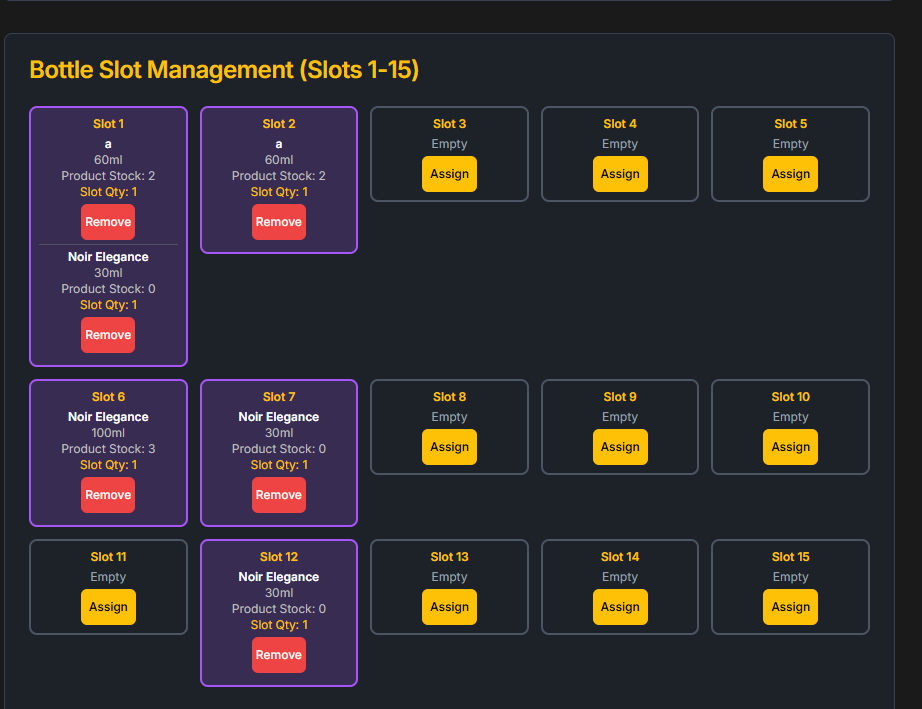 Bottle Slot Management (Slots 1-15)
Slot 1
a
60ml
Product Stock: 2
Slot Qty: 1
Remove
Noir Elegance
30ml
Product Stock: 0
Slot Qty: 1
Remove
Slot 2
a
60ml
Product Stock: 2
Slot Qty: 1
Remove
Slot 3
Empty
Assign
Slot 4
Empty
Assign
Slot 5
Empty
Assign
Slot 6
Noir Elegance
100ml
Product Stock: 3
Slot Qty: 1
Remove
Slot 7
Noir Elegance
30ml
Product Stock: 0
Slot Qty: 1
Remove
Slot 8
Empty
Assign
Slot 9
Empty
Assign
Slot 10
Empty
Assign
Slot 11
Empty
Assign
Slot 12
Noir Elegance
30ml
Product Stock: 0
Slot Qty: 1
Remove
Slot 13
Empty
Assign
Slot 14
Empty
Assign
Slot 15
Empty
Assign